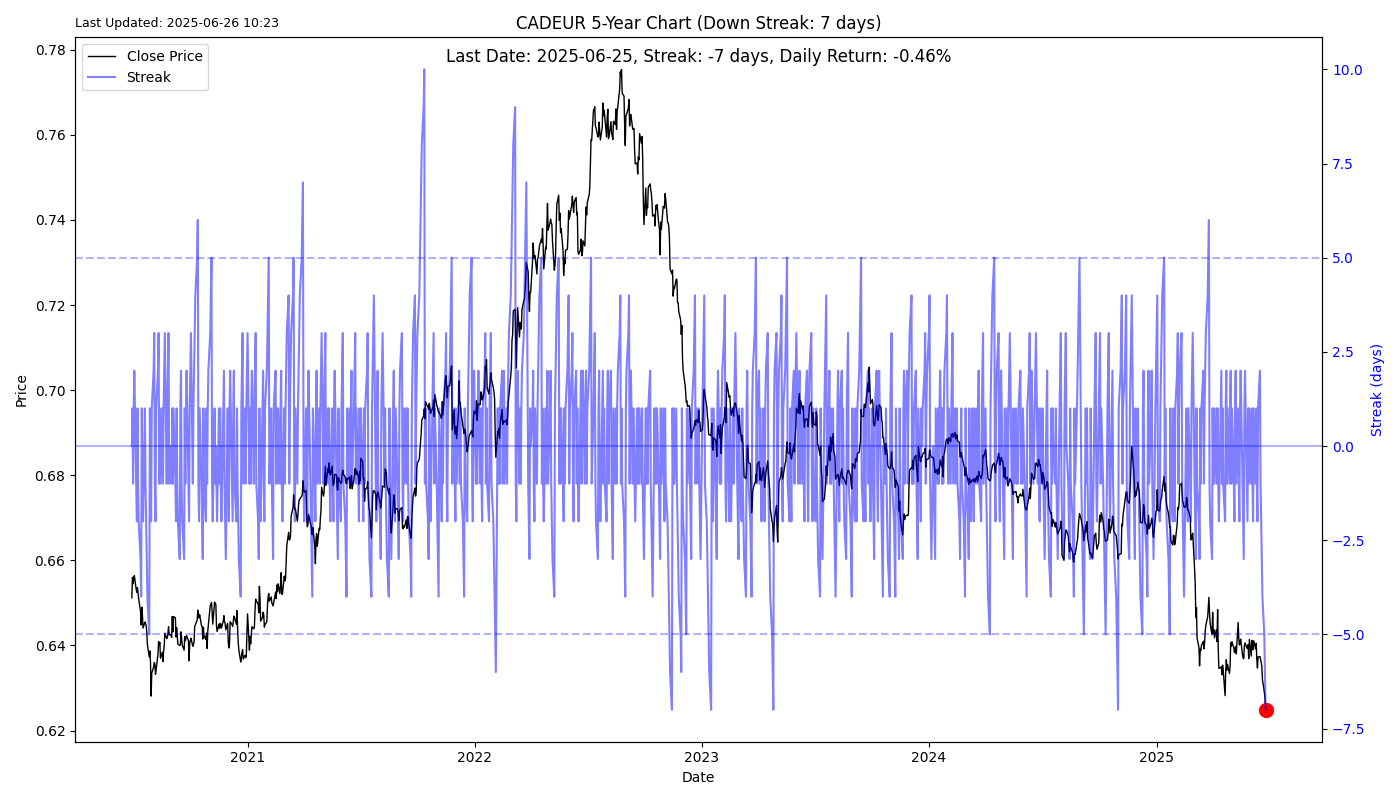 Last Updated: 2025-06-26 10:23
CADEUR 5-Year Chart (Down Streak: 7 days)
Last Date: 2025-06-25, Streak: -7 days, Daily Return: -0.46%
Close Price
Streak
Price
0.78
0.76
0.74
0.72
0.70
0.68
0.66
0.64
0.62
10.0
7.5
5.0
2.5
0.0
−2.5
−5.0
−7.5
Streak (days)
2021
2022
2023
2024
2025
Date